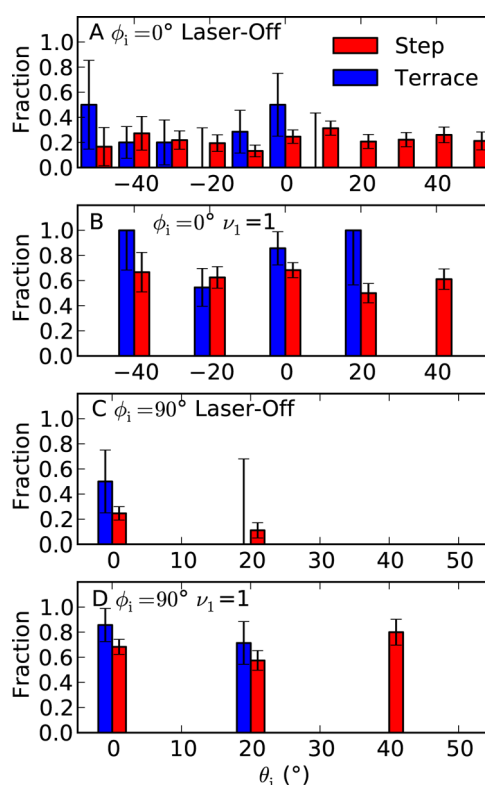 A ϕi=0° Laser-Off
Step
Terrace
Fraction
1.0
0.8
0.6
0.4
0.2
0.0
−40 −20 0 20 40
B ϕi=0° ν1=1
Fraction
1.0
0.8
0.6
0.4
0.2
0.0
−40 −20 0 20 40
C ϕi=90° Laser-Off
Fraction
1.0
0.8
0.6
0.4
0.2
0.0
0 10 20 30 40 50
D ϕi=90° ν1=1
Fraction
1.0
0.8
0.6
0.4
0.2
0.0
0 10 20 30 40 50
θi (°)